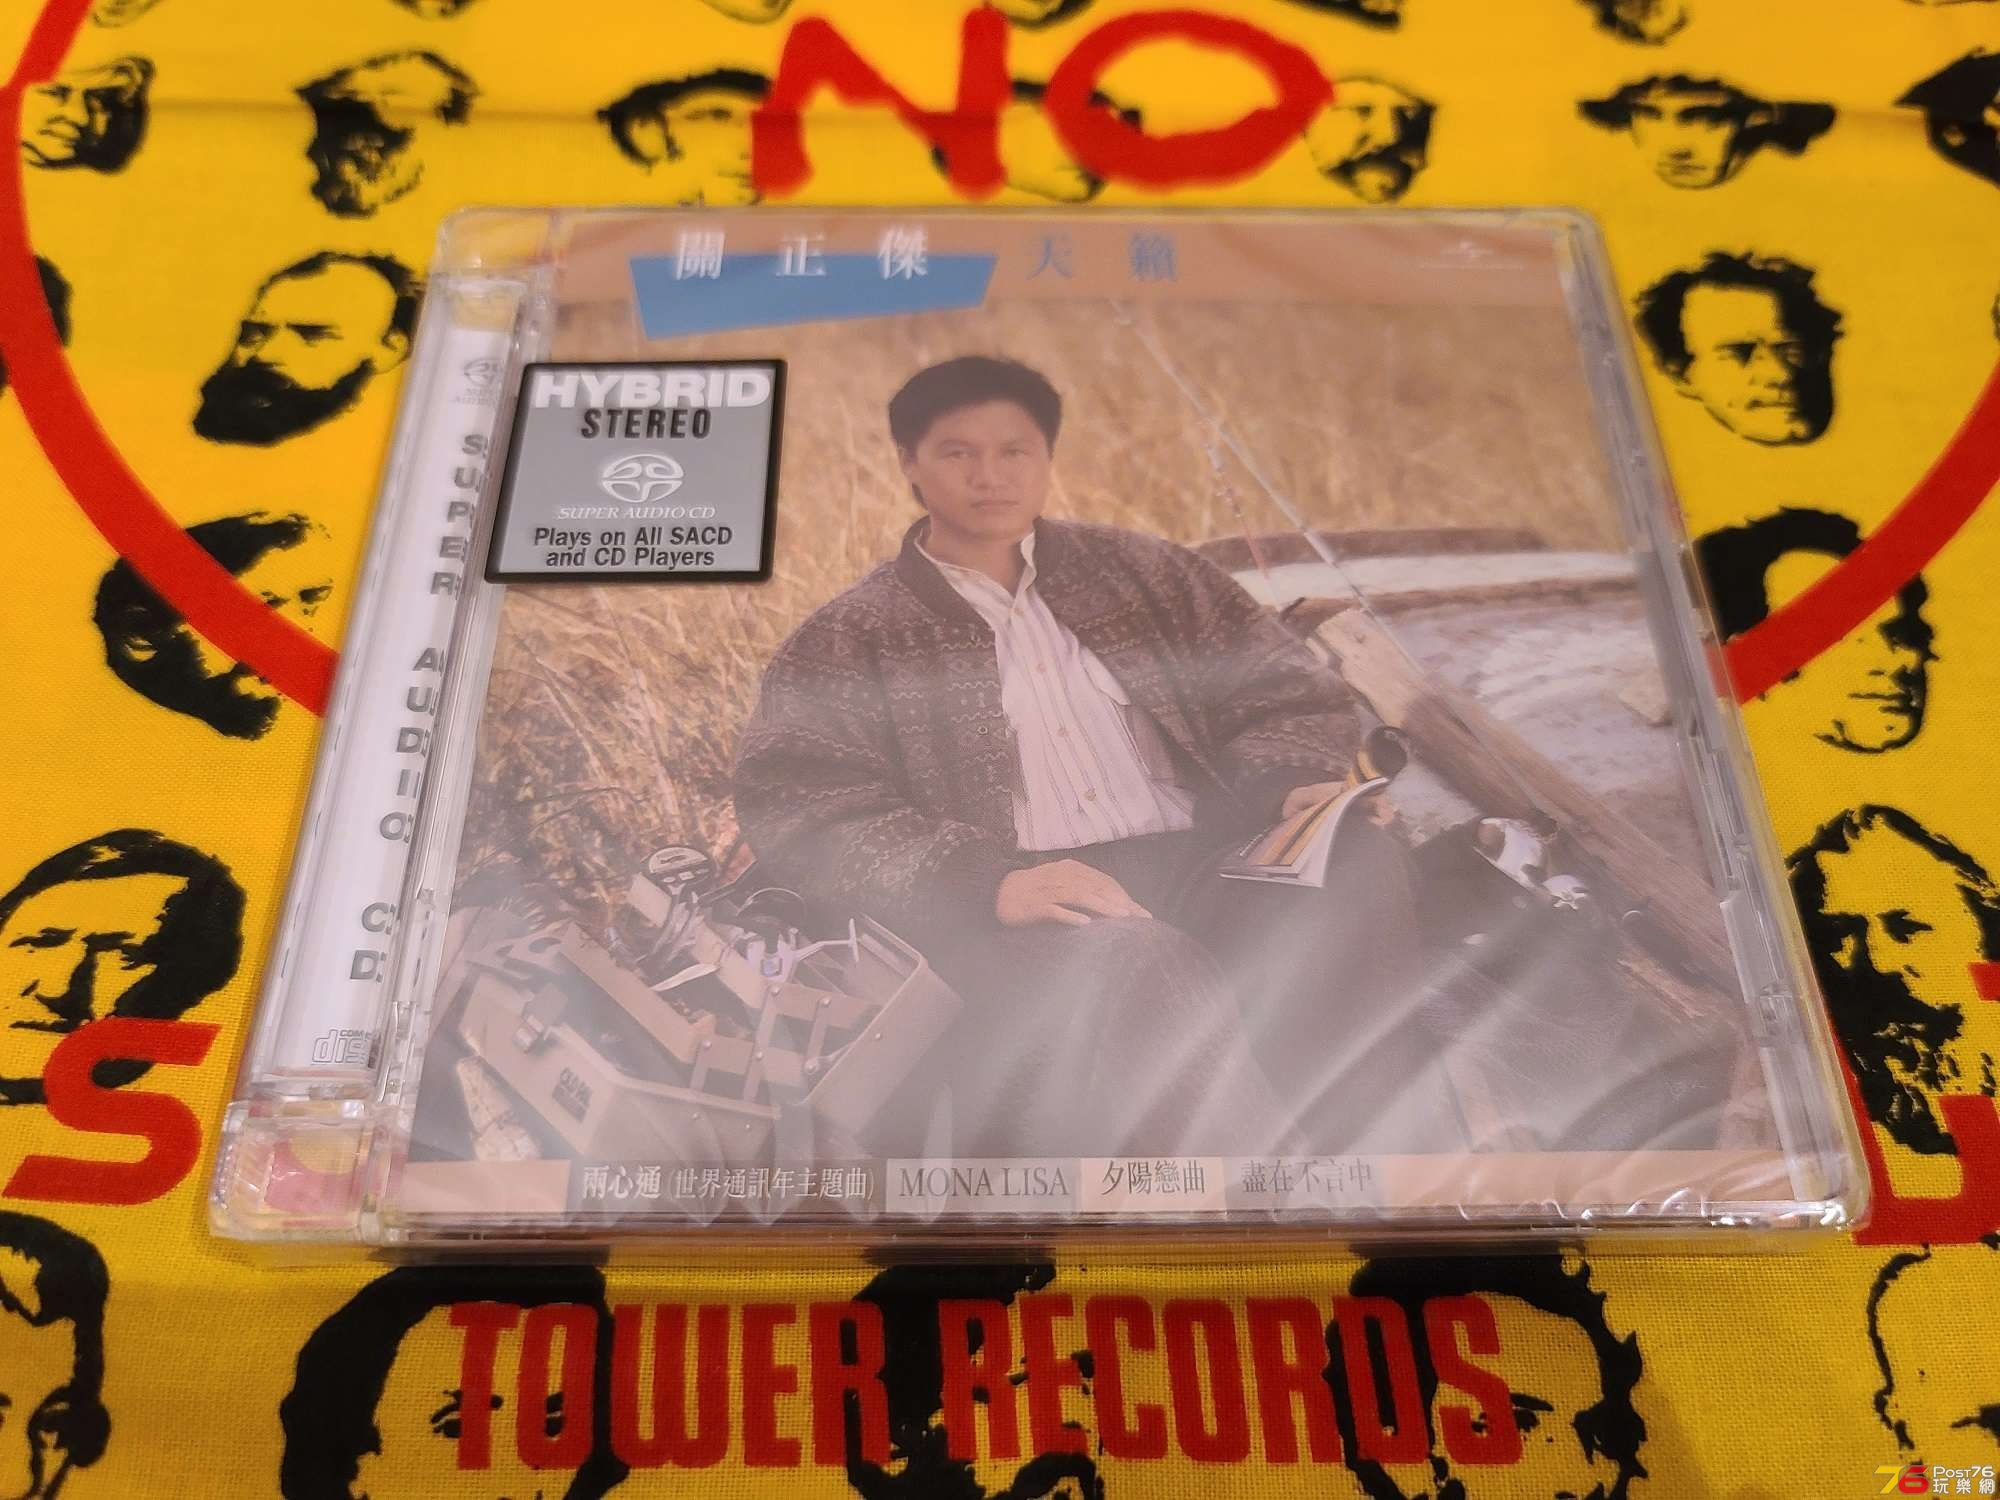 NO
關正傑 天籟
HYBRID
STEREO
SUPER AUDIO CD
Plays on All SACD
and CD Players
SUPER AUDIO CD
兩心通 (世界通訊年主題曲) MONA LISA 夕陽戀曲 盡在不言中
TOWER RECORDS
76 POST76
玩樂網